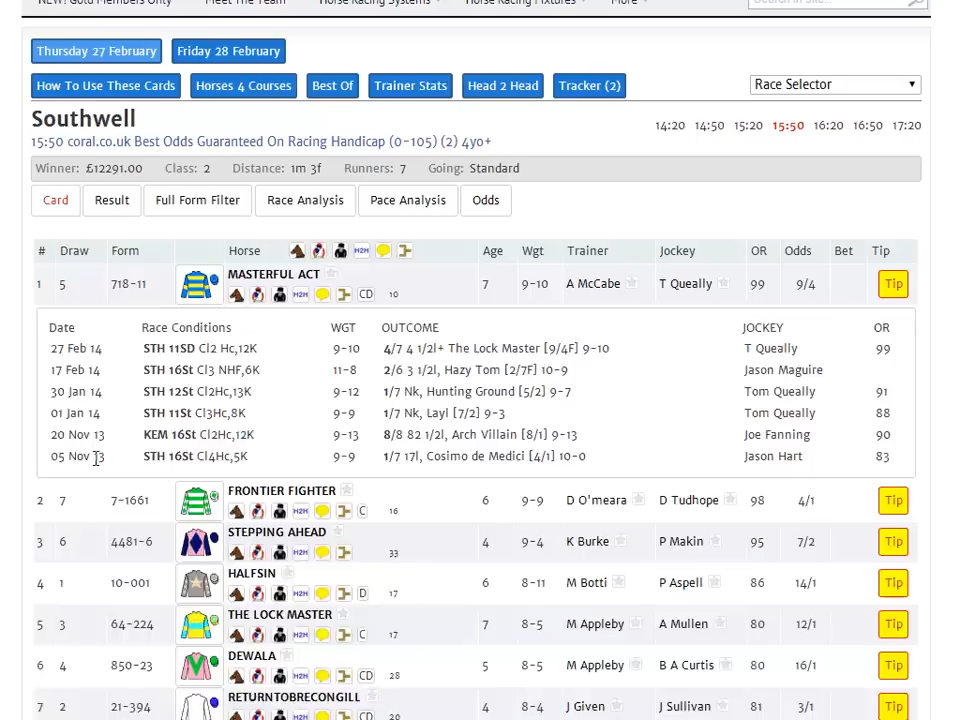 NEW! Gold Members Only Meet The Team Horse Racing Systems Horse Racing Fixtures More Search in site...
Thursday 27 February Friday 28 February
How To Use These Cards Horses 4 Courses Best Of Trainer Stats Head 2 Head Tracker (2) Race Selector
Southwell 14:20 14:50 15:20 15:50 16:20 16:50 17:20
15:50 coral.co.uk Best Odds Guaranteed On Racing Handicap (0-105) (2) 4yo+
Winner: £12291.00 Class: 2 Distance: 1m 3f Runners: 7 Going: Standard
Card Result Full Form Filter Race Analysis Pace Analysis Odds
# Draw Form Horse H2H Age Wgt Trainer Jockey OR Odds Bet Tip
MASTERFUL ACT
1 5 718-11 H2H CD 10 7 9-10 A McCabe T Queally 99 9/4 Tip
Date Race Conditions WGT OUTCOME JOCKEY OR
27 Feb 14 STH 11SD Cl2 Hc,12K 9-10 4/7 4 1/2l+ The Lock Master [9/4F] 9-10 T Queally 99
17 Feb 14 STH 16St Cl3 NHF,6K 11-8 2/6 3 1/2l, Hazy Tom [2/7F] 10-9 Jason Maguire
30 Jan 14 STH 12St Cl2Hc,13K 9-12 1/7 Nk, Hunting Ground [5/2] 9-7 Tom Queally 91
01 Jan 14 STH 11St Cl3Hc,8K 9-9 1/7 Nk, Layl [7/2] 9-3 Tom Queally 88
20 Nov 13 KEM 16St Cl2Hc,12K 9-13 8/8 82 1/2l, Arch Villain [8/1] 9-13 Joe Fanning 90
05 Nov 13 STH 16St Cl4Hc,5K 9-9 1/7 17l, Cosimo de Medici [4/1] 10-0 Jason Hart 83
FRONTIER FIGHTER
2 7 7-1661 H2H C 16 6 9-9 D O'meara D Tudhope 98 4/1 Tip
STEPPING AHEAD
3 6 4481-6 H2H 33 4 9-4 K Burke P Makin 95 7/2 Tip
HALFSIN
4 1 10-001 H2H D 17 6 8-11 M Botti P Aspell 86 14/1 Tip
THE LOCK MASTER
5 3 64-224 H2H C 17 7 8-5 M Appleby A Mullen 80 12/1 Tip
DEWALA
6 4 850-23 H2H CD 28 5 8-5 M Appleby B A Curtis 80 16/1 Tip
RETURNTOBRECONGILL
7 2 21-394 H2H CD 20 4 8-4 J Given J Sullivan 81 3/1 Tip